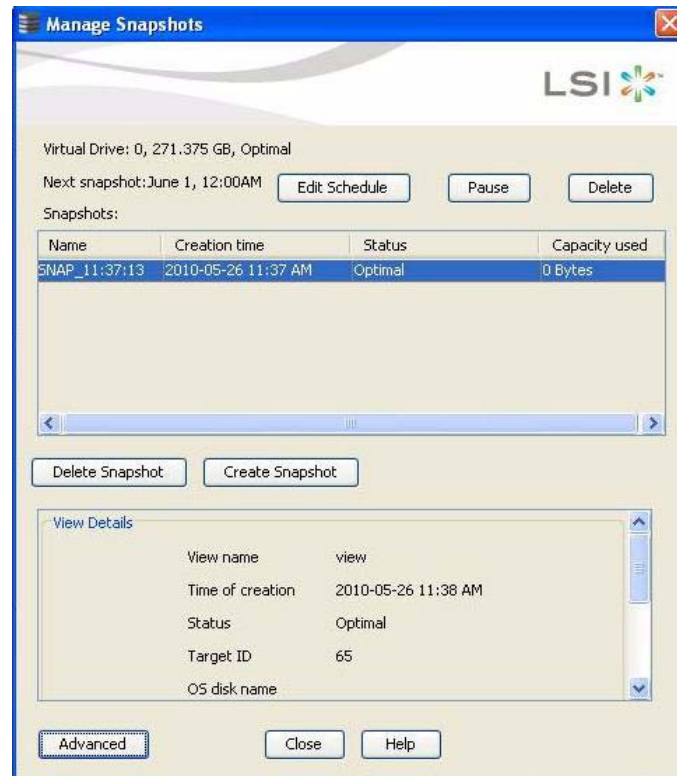 Manage Snapshots
LSI
Virtual Drive: 0, 271.375 GB, Optimal
Next snapshot:June 1, 12:00AM Edit Schedule Pause Delete
Snapshots:
Name Creation time Status Capacity used
SNAP_11:37:13 2010-05-26 11:37 AM Optimal 0 Bytes
Delete Snapshot Create Snapshot
View Details
View name view
Time of creation 2010-05-26 11:38 AM
Status Optimal
Target ID 65
OS disk name
Advanced Close Help